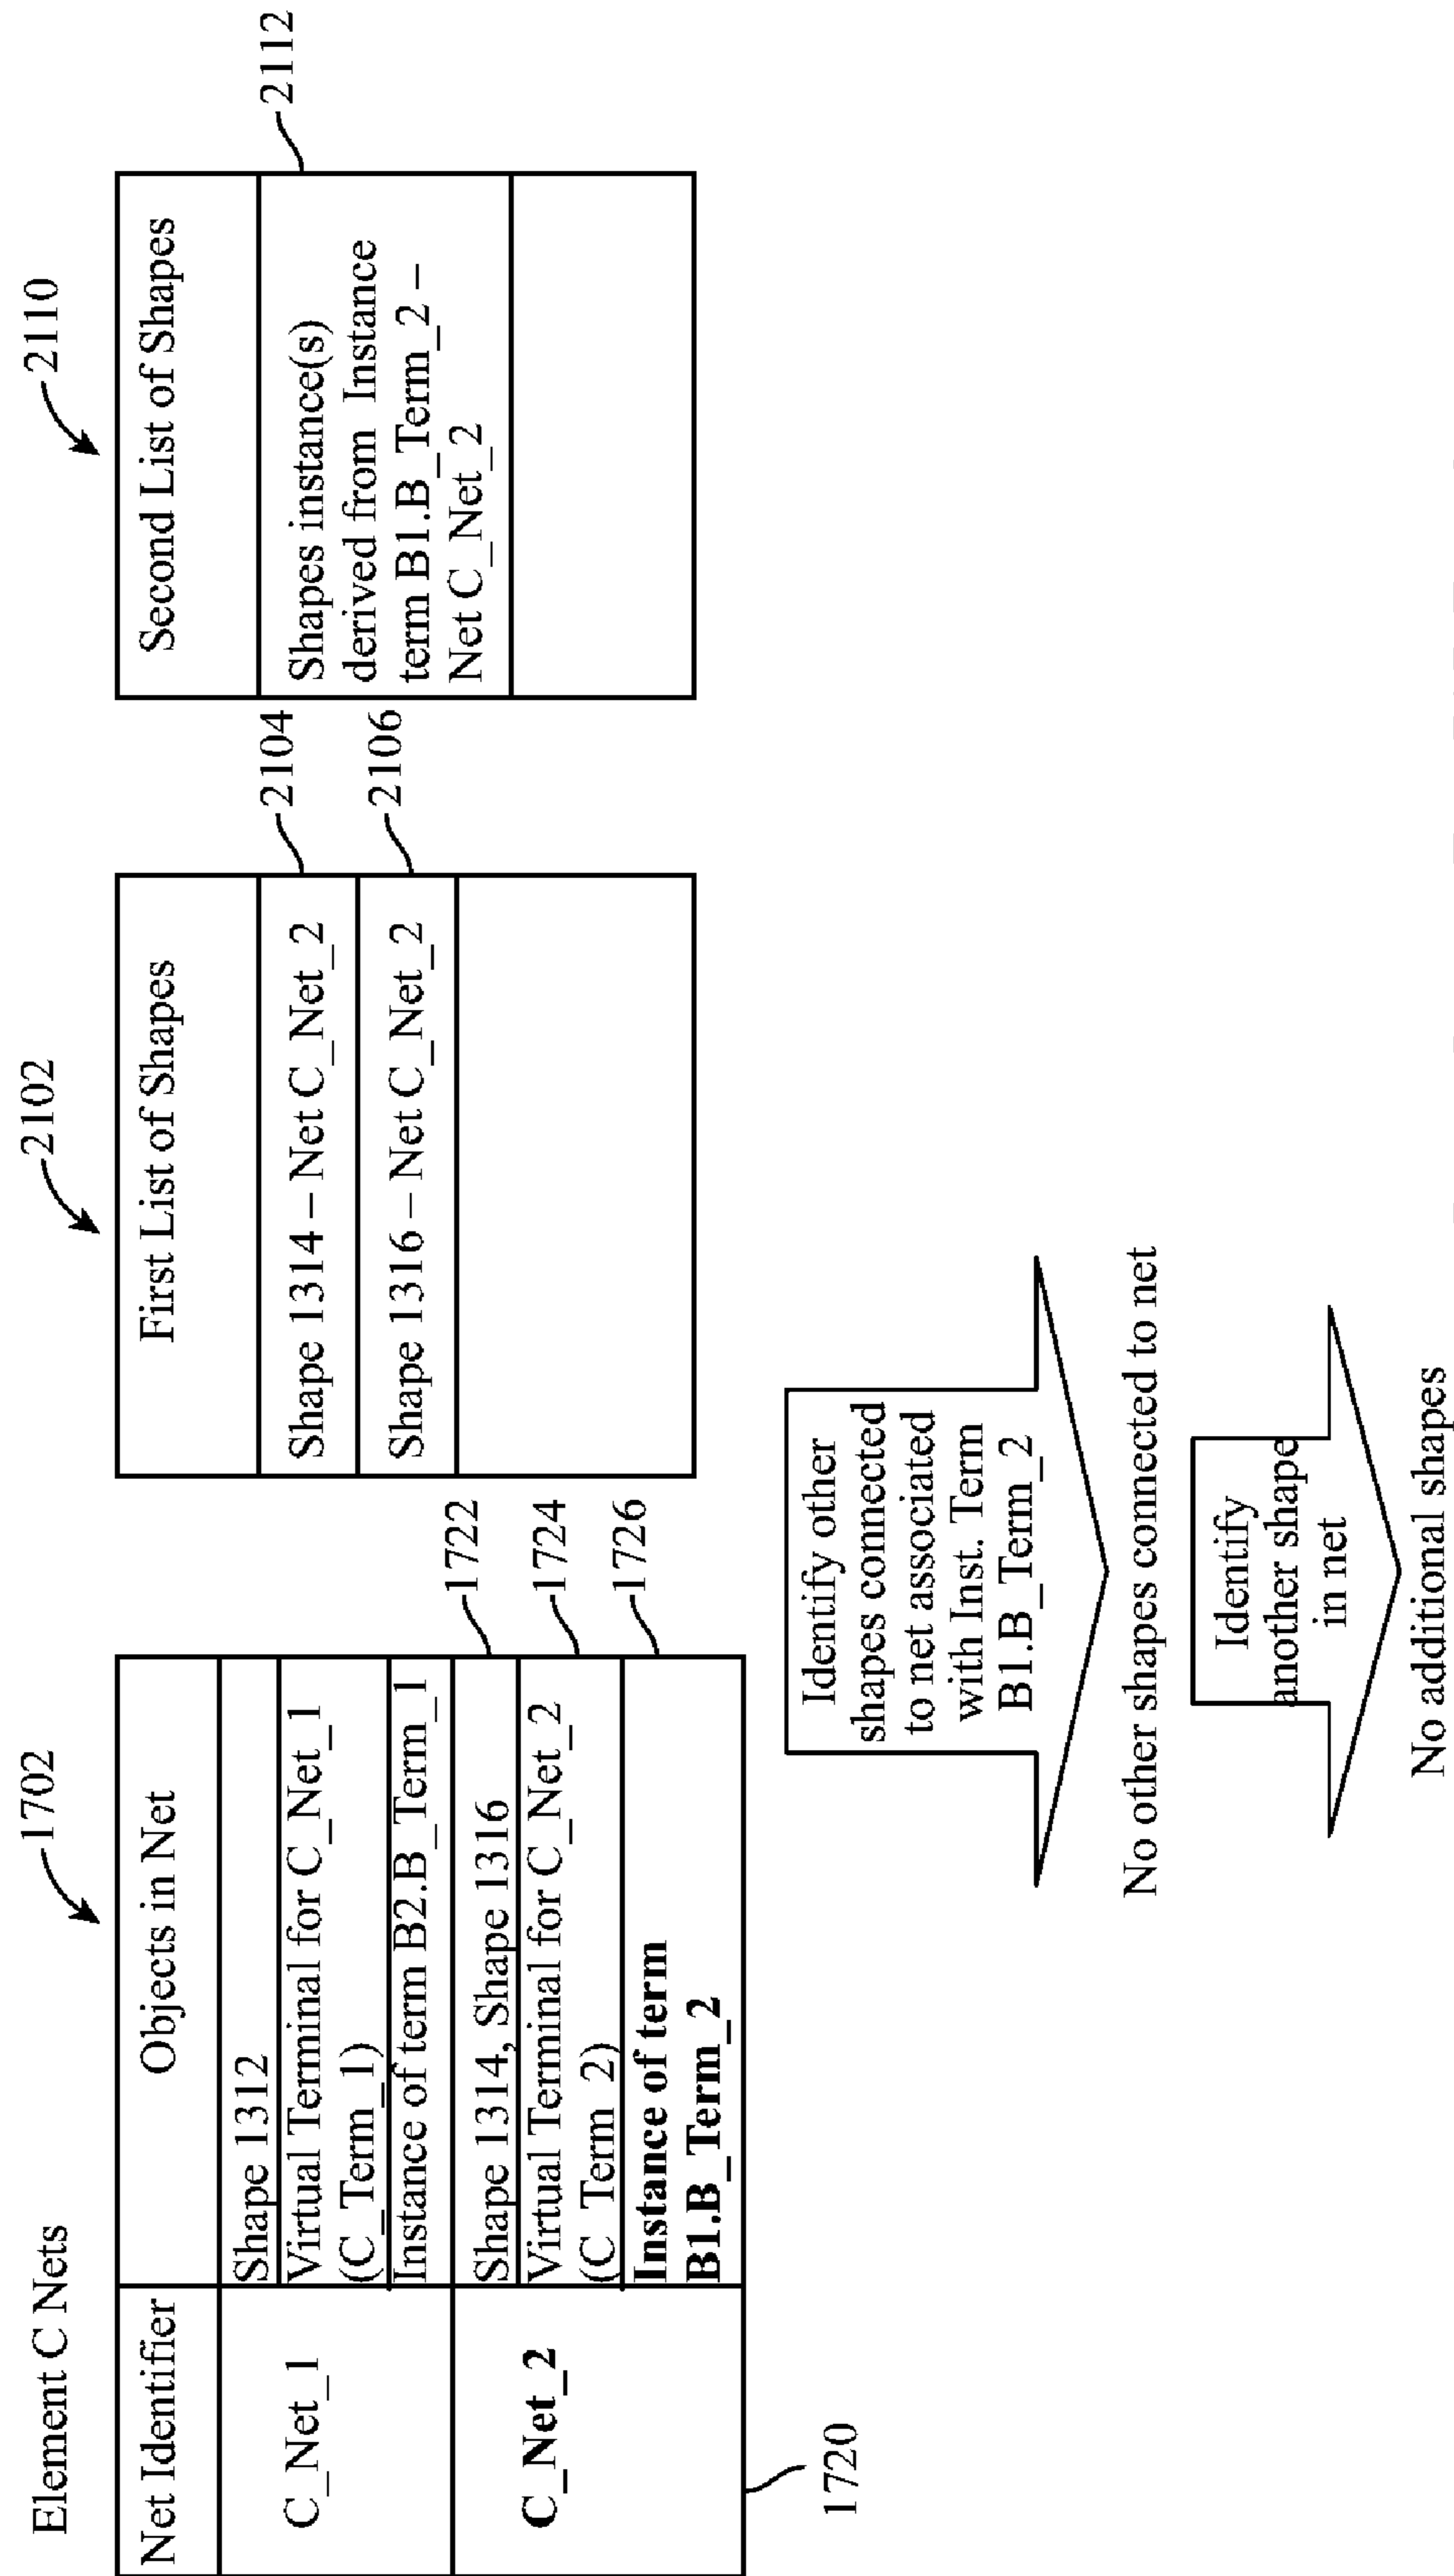 Element C Nets
1702
Net Identifier
Objects in Net
C_Net_1
Shape 1312
Virtual Terminal for C_Net_1
(C_Term_1)
Instance of term B2.B_Term_1
C_Net_2
Shape 1314, Shape 1316
Virtual Terminal for C_Net_2
(C_Term_2)
Instance of term
B1.B_Term_2
1720
1722
1724
1726
2102
First List of Shapes
Shape 1314 – Net C_Net_2
Shape 1316 – Net C_Net_2
2104
2106
2110
Second List of Shapes
Shapes instance(s)
derived from Instance
term B1.B_Term_2 –
Net C_Net_2
2112
Identify other
shapes connected
to net associated
with Inst. Term
B1.B_Term_2
No other shapes connected to net
Identify
another shape
in net
No additional shapes